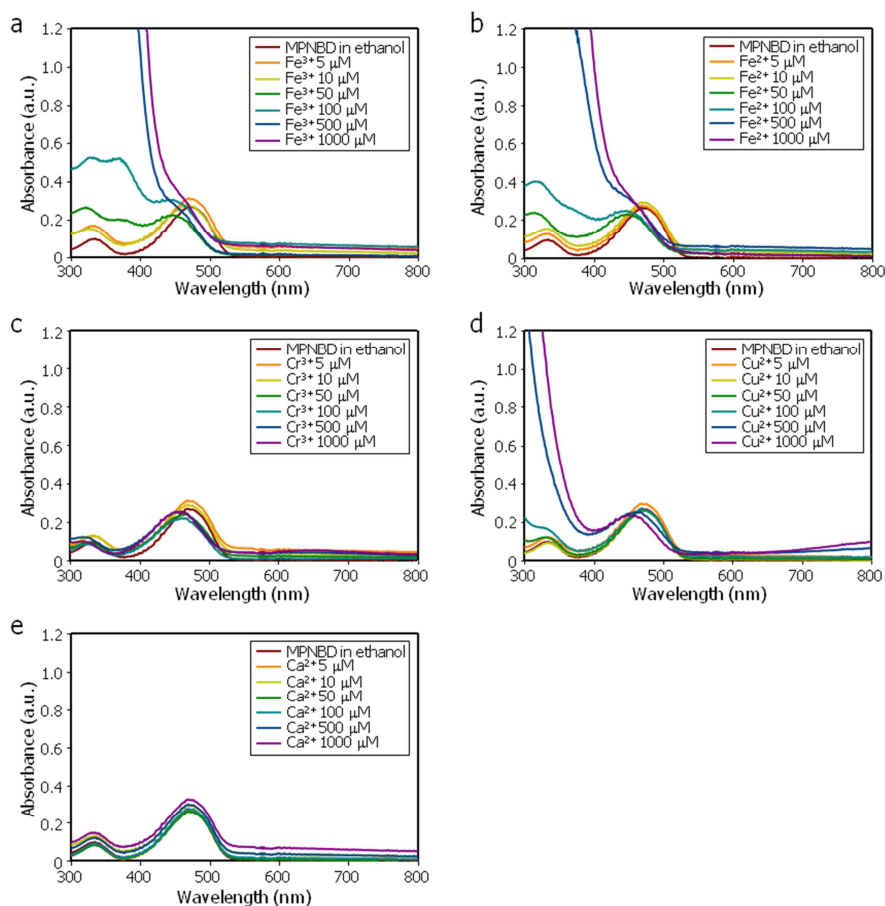 a
1.2
1.0
0.8
0.6
0.4
0.2
0
Absorbance (a.u.)
MPNBD in ethanol
Fe³⁺ 5 μM
Fe³⁺ 10 μM
Fe³⁺ 50 μM
Fe³⁺ 100 μM
Fe³⁺ 500 μM
Fe³⁺ 1000 μM
300 400 500 600 700 800
Wavelength (nm)
b
1.2
1.0
0.8
0.6
0.4
0.2
0
Absorbance (a.u.)
MPNBD in ethanol
Fe²⁺ 5 μM
Fe²⁺ 10 μM
Fe²⁺ 50 μM
Fe²⁺ 100 μM
Fe²⁺ 500 μM
Fe²⁺ 1000 μM
300 400 500 600 700 800
Wavelength (nm)
c
1.2
1.0
0.8
0.6
0.4
0.2
0
Absorbance (a.u.)
MPNBD in ethanol
Cr³⁺ 5 μM
Cr³⁺ 10 μM
Cr³⁺ 50 μM
Cr³⁺ 100 μM
Cr³⁺ 500 μM
Cr³⁺ 1000 μM
300 400 500 600 700 800
Wavelength (nm)
d
1.2
1.0
0.8
0.6
0.4
0.2
0
Absorbance (a.u.)
MPNBD in ethanol
Cu²⁺ 5 μM
Cu²⁺ 10 μM
Cu²⁺ 50 μM
Cu²⁺ 100 μM
Cu²⁺ 500 μM
Cu²⁺ 1000 μM
300 400 500 600 700 800
Wavelength (nm)
e
1.2
1.0
0.8
0.6
0.4
0.2
0
Absorbance (a.u.)
MPNBD in ethanol
Ca²⁺ 5 μM
Ca²⁺ 10 μM
Ca²⁺ 50 μM
Ca²⁺ 100 μM
Ca²⁺ 500 μM
Ca²⁺ 1000 μM
300 400 500 600 700 800
Wavelength (nm)